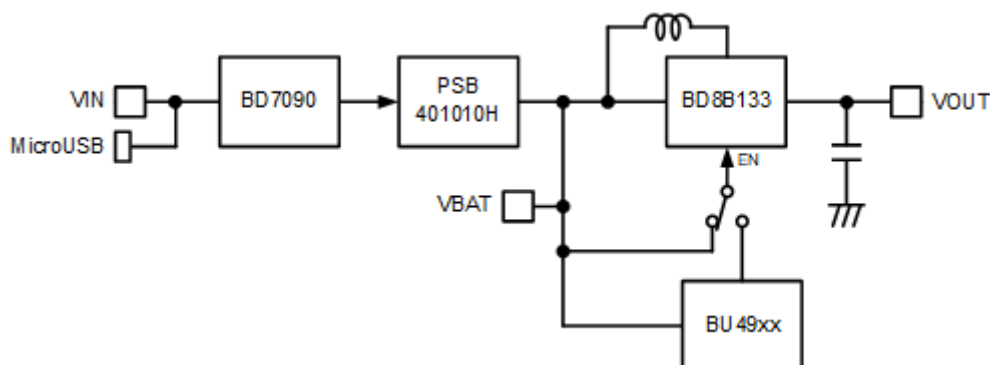 VIN
MicroUSB
BD7090
PSB
401010H
BD8B133
VOUT
EN
VBAT
BU49xx